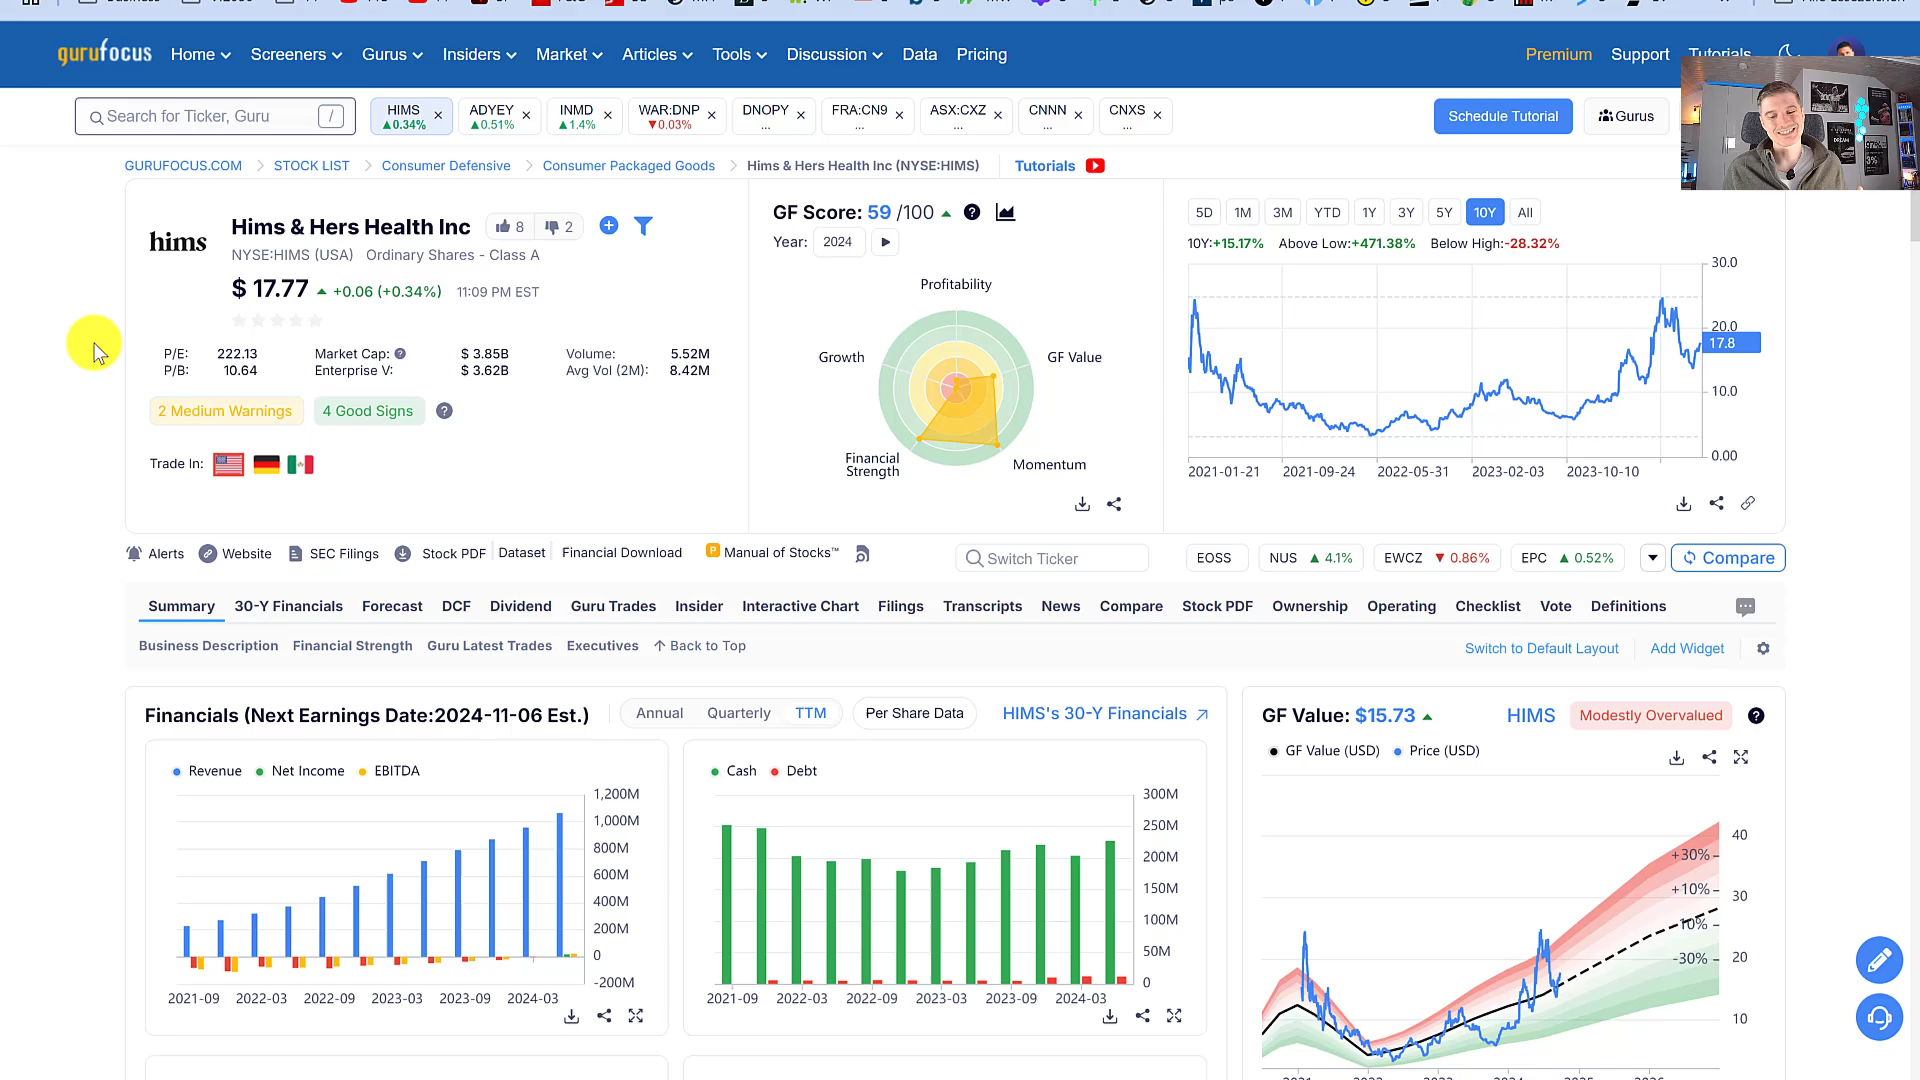 gurufocus Home Screeners Gurus Insiders Market Articles Tools Discussion Data Pricing Premium Support Tutorials
Search for Ticker, Guru /
HIMS ▲0.34%
ADYEY ▲0.51%
INMD ▲1.4%
WAR:DNP ▼0.03%
DNOPY ...
FRA:CN9 ...
ASX:CXZ ...
CNNN ...
CNXS ...
Schedule Tutorial
Gurus
GURUFOCUS.COM STOCK LIST Consumer Defensive Consumer Packaged Goods Hims & Hers Health Inc (NYSE:HIMS) Tutorials
hims
Hims & Hers Health Inc 8 2
NYSE:HIMS (USA) Ordinary Shares - Class A
$ 17.77 ▲ +0.06 (+0.34%) 11:09 PM EST
P/E: 222.13 Market Cap: $ 3.85B Volume: 5.52M
P/B: 10.64 Enterprise V: $ 3.62B Avg Vol (2M): 8.42M
2 Medium Warnings 4 Good Signs
Trade In:
GF Score: 59 /100
Year: 2024
Profitability
Growth
GF Value
Financial Strength
Momentum
5D 1M 3M YTD 1Y 3Y 5Y 10Y All
10Y:+15.17% Above Low:+471.38% Below High:-28.32%
30.0
20.0
17.8
10.0
0.00
2021-01-21 2021-09-24 2022-05-31 2023-02-03 2023-10-10
Alerts Website SEC Filings Stock PDF Dataset Financial Download Manual of Stocks™
Switch Ticker EOSS NUS ▲ 4.1% EWCZ ▼ 0.86% EPC ▲ 0.52% Compare
Summary 30-Y Financials Forecast DCF Dividend Guru Trades Insider Interactive Chart Filings Transcripts News Compare Stock PDF Ownership Operating Checklist Vote Definitions
Business Description Financial Strength Guru Latest Trades Executives Back to Top
Switch to Default Layout Add Widget
Financials (Next Earnings Date:2024-11-06 Est.) Annual Quarterly TTM Per Share Data HIMS's 30-Y Financials
Revenue Net Income EBITDA
1,200M
1,000M
800M
600M
400M
200M
0
-200M
2021-09 2022-03 2022-09 2023-03 2023-09 2024-03
Cash Debt
300M
250M
200M
150M
100M
50M
0
2021-09 2022-03 2022-09 2023-03 2023-09 2024-03
GF Value: $15.73 HIMS Modestly Overvalued
GF Value (USD) Price (USD)
40
+30%
+10%
30
-10%
-30%
20
10